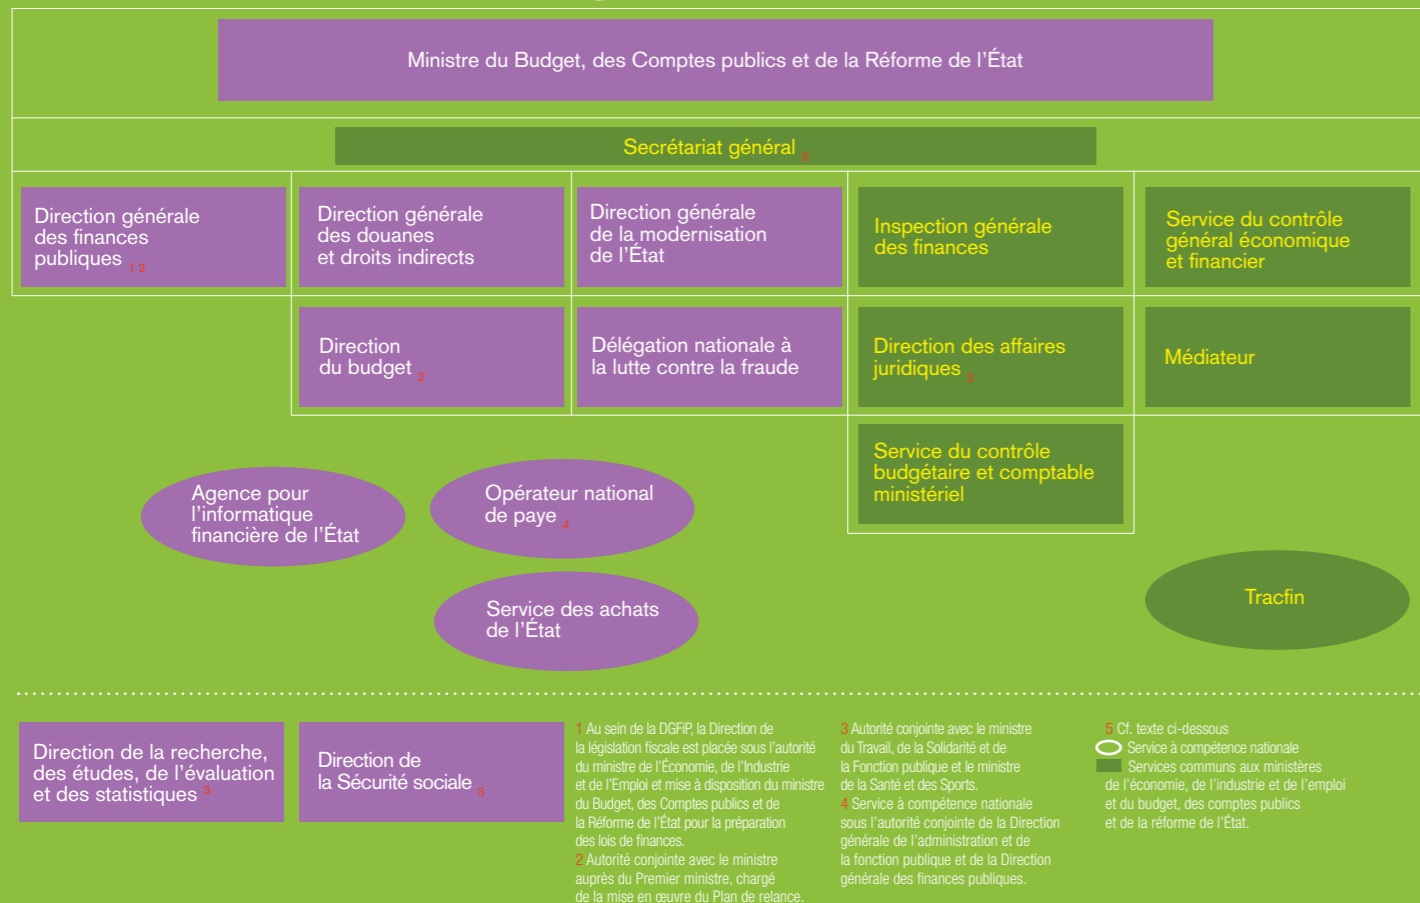 Ministre du Budget, des Comptes publics et de la Réforme de l'État
Secrétariat général 5
Direction générale
des finances
publiques 1 2
Direction générale
des douanes
et droits indirects
Direction générale
de la modernisation
de l'État
Inspection générale
des finances
Service du contrôle
général économique
et financier
Direction
du budget 2
Délégation nationale à
la lutte contre la fraude
Direction des affaires
juridiques 5
Médiateur
Service du contrôle
budgétaire et comptable
ministériel
Agence pour
l'informatique
financière de l'État
Opérateur national
de paye 4
Service des achats
de l'État
Tracfin
Direction de la recherche,
des études, de l'évaluation
et des statistiques 3
Direction de
la Sécurité sociale 3
1 Au sein de la DGFiP, la Direction de
la législation fiscale est placée sous l'autorité
du ministre de l'Économie, de l'Industrie
et de l'Emploi et mise à disposition du ministre
du Budget, des Comptes publics et de
la Réforme de l'État pour la préparation
des lois de finances.
2 Autorité conjointe avec le ministre
auprès du Premier ministre, chargé
de la mise en œuvre du Plan de relance.
3 Autorité conjointe avec le ministre
du Travail, de la Solidarité et de
la Fonction publique et le ministre
de la Santé et des Sports.
4 Service à compétence nationale
sous l'autorité conjointe de la Direction
générale de l'administration et de
la fonction publique et de la Direction
générale des finances publiques.
5 Cf. texte ci-dessous
Service à compétence nationale
Services communs aux ministères
de l'économie, de l'industrie et de l'emploi
et du budget, des comptes publics
et de la réforme de l'État.